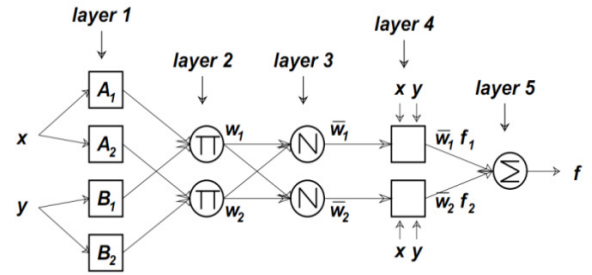 layer 1
layer 4
layer 2
layer 3
layer 5
x y
A₁
A₂
B₁
B₂
x
y
Π
Π
w₁
w₂
N
N
w̅₁
w̅₂
w̅₁ f₁
w̅₂ f₂
x y
Σ
f